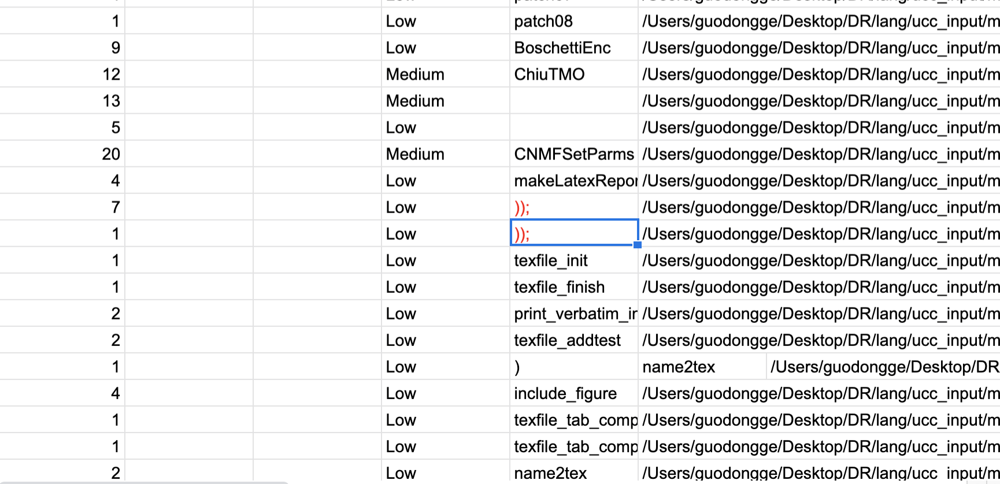 1 Low patch08 /Users/guodongge/Desktop/DR/lang/ucc_input/m
9 Low BoschettiEnc /Users/guodongge/Desktop/DR/lang/ucc_input/m
12 Medium ChiuTMO /Users/guodongge/Desktop/DR/lang/ucc_input/m
13 Medium /Users/guodongge/Desktop/DR/lang/ucc_input/m
5 Low /Users/guodongge/Desktop/DR/lang/ucc_input/m
20 Medium CNMFSetParms /Users/guodongge/Desktop/DR/lang/ucc_input/m
4 Low makeLatexRepor /Users/guodongge/Desktop/DR/lang/ucc_input/m
7 Low )); /Users/guodongge/Desktop/DR/lang/ucc_input/m
1 Low )); /Users/guodongge/Desktop/DR/lang/ucc_input/m
1 Low texfile_init /Users/guodongge/Desktop/DR/lang/ucc_input/m
1 Low texfile_finish /Users/guodongge/Desktop/DR/lang/ucc_input/m
2 Low print_verbatim_in /Users/guodongge/Desktop/DR/lang/ucc_input/m
2 Low texfile_addtest /Users/guodongge/Desktop/DR/lang/ucc_input/m
1 Low ) name2tex /Users/guodongge/Desktop/DR
4 Low include_figure /Users/guodongge/Desktop/DR/lang/ucc_input/m
1 Low texfile_tab_comp /Users/guodongge/Desktop/DR/lang/ucc_input/m
1 Low texfile_tab_comp /Users/guodongge/Desktop/DR/lang/ucc_input/m
2 Low name2tex /Users/guodongge/Desktop/DR/lang/ucc_input/m